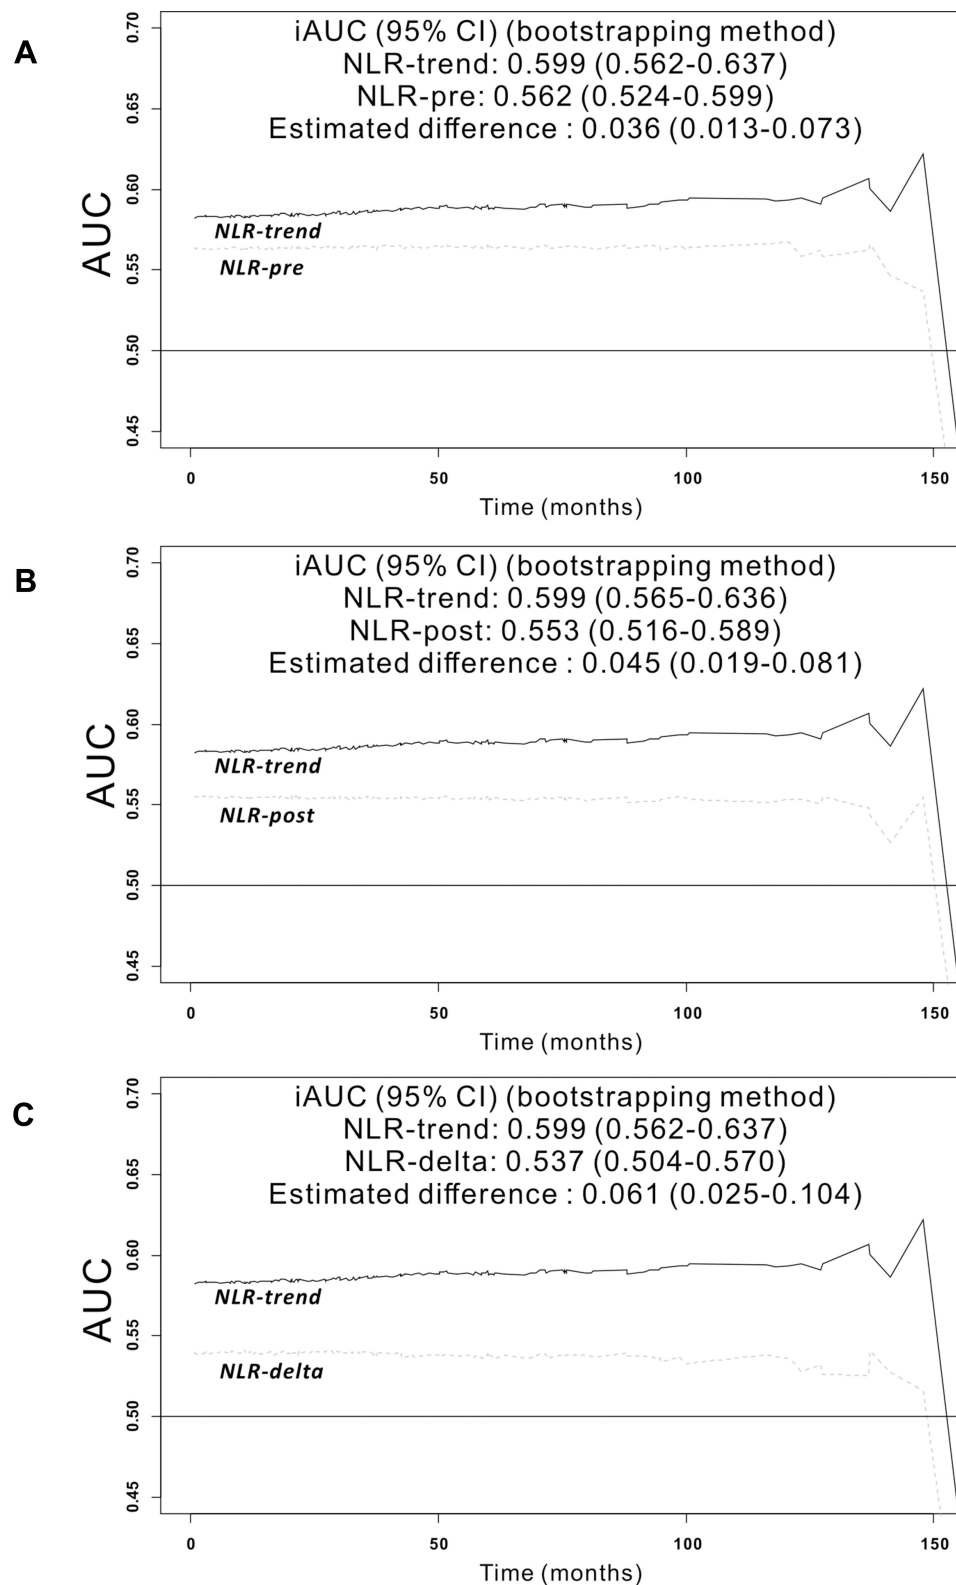 A
iAUC (95% CI) (bootstrapping method)
NLR-trend: 0.599 (0.562-0.637)
NLR-pre: 0.562 (0.524-0.599)
Estimated difference : 0.036 (0.013-0.073)
0.70
0.65
0.60
0.55
0.50
0.45
AUC
NLR-trend
NLR-pre
0 50 100 150
Time (months)
B
iAUC (95% CI) (bootstrapping method)
NLR-trend: 0.599 (0.565-0.636)
NLR-post: 0.553 (0.516-0.589)
Estimated difference : 0.045 (0.019-0.081)
0.70
0.65
0.60
0.55
0.50
0.45
AUC
NLR-trend
NLR-post
0 50 100 150
Time (months)
C
iAUC (95% CI) (bootstrapping method)
NLR-trend: 0.599 (0.562-0.637)
NLR-delta: 0.537 (0.504-0.570)
Estimated difference : 0.061 (0.025-0.104)
0.70
0.65
0.60
0.55
0.50
0.45
AUC
NLR-trend
NLR-delta
0 50 100 150
Time (months)